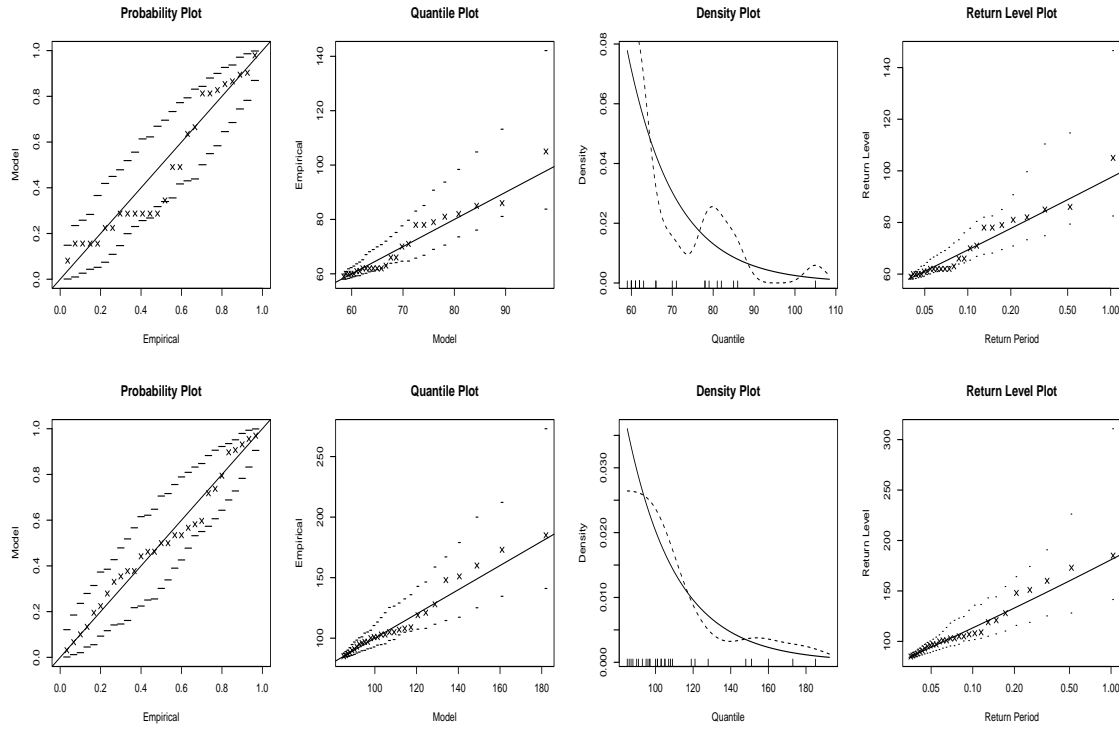 Probability Plot
Quantile Plot
Density Plot
Return Level Plot
Model
0.0 0.2 0.4 0.6 0.8 1.0
0.0 0.2 0.4 0.6 0.8 1.0
Empirical
Empirical
60 80 100 120 140
60 70 80 90
Model
Density
0.00 0.02 0.04 0.06 0.08
60 70 80 90 100 110
Quantile
Return Level
60 80 100 120 150
0.05 0.10 0.20 0.50 1.00
Return Period
Probability Plot
Quantile Plot
Density Plot
Return Level Plot
Model
0.0 0.2 0.4 0.6 0.8 1.0
0.0 0.2 0.4 0.6 0.8 1.0
Empirical
Empirical
100 150 200 250
100 120 140 160 180
Model
Density
0.000 0.010 0.020 0.030
100 120 140 160 180
Quantile
Return Level
100 150 200 250 300
0.05 0.10 0.20 0.50 1.00
Return Period